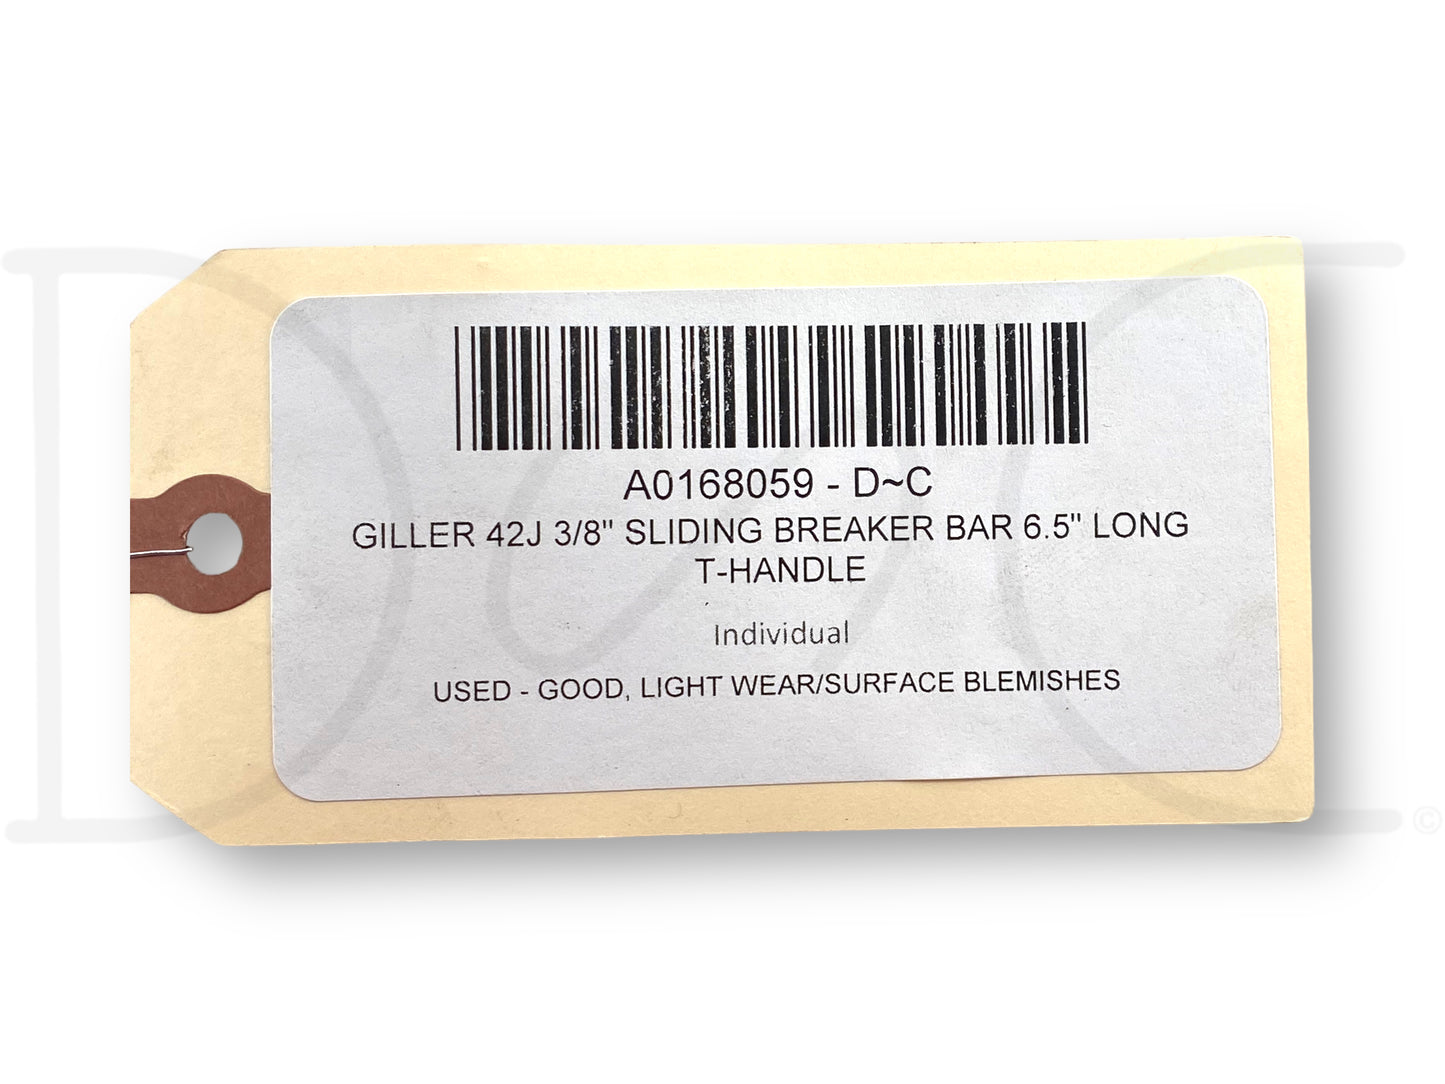 A0168059 - D~C
GILLER 42J 3/8" SLIDING BREAKER BAR 6.5" LONG
T-HANDLE
Individual
USED - GOOD, LIGHT WEAR/SURFACE BLEMISHES
D~C
©